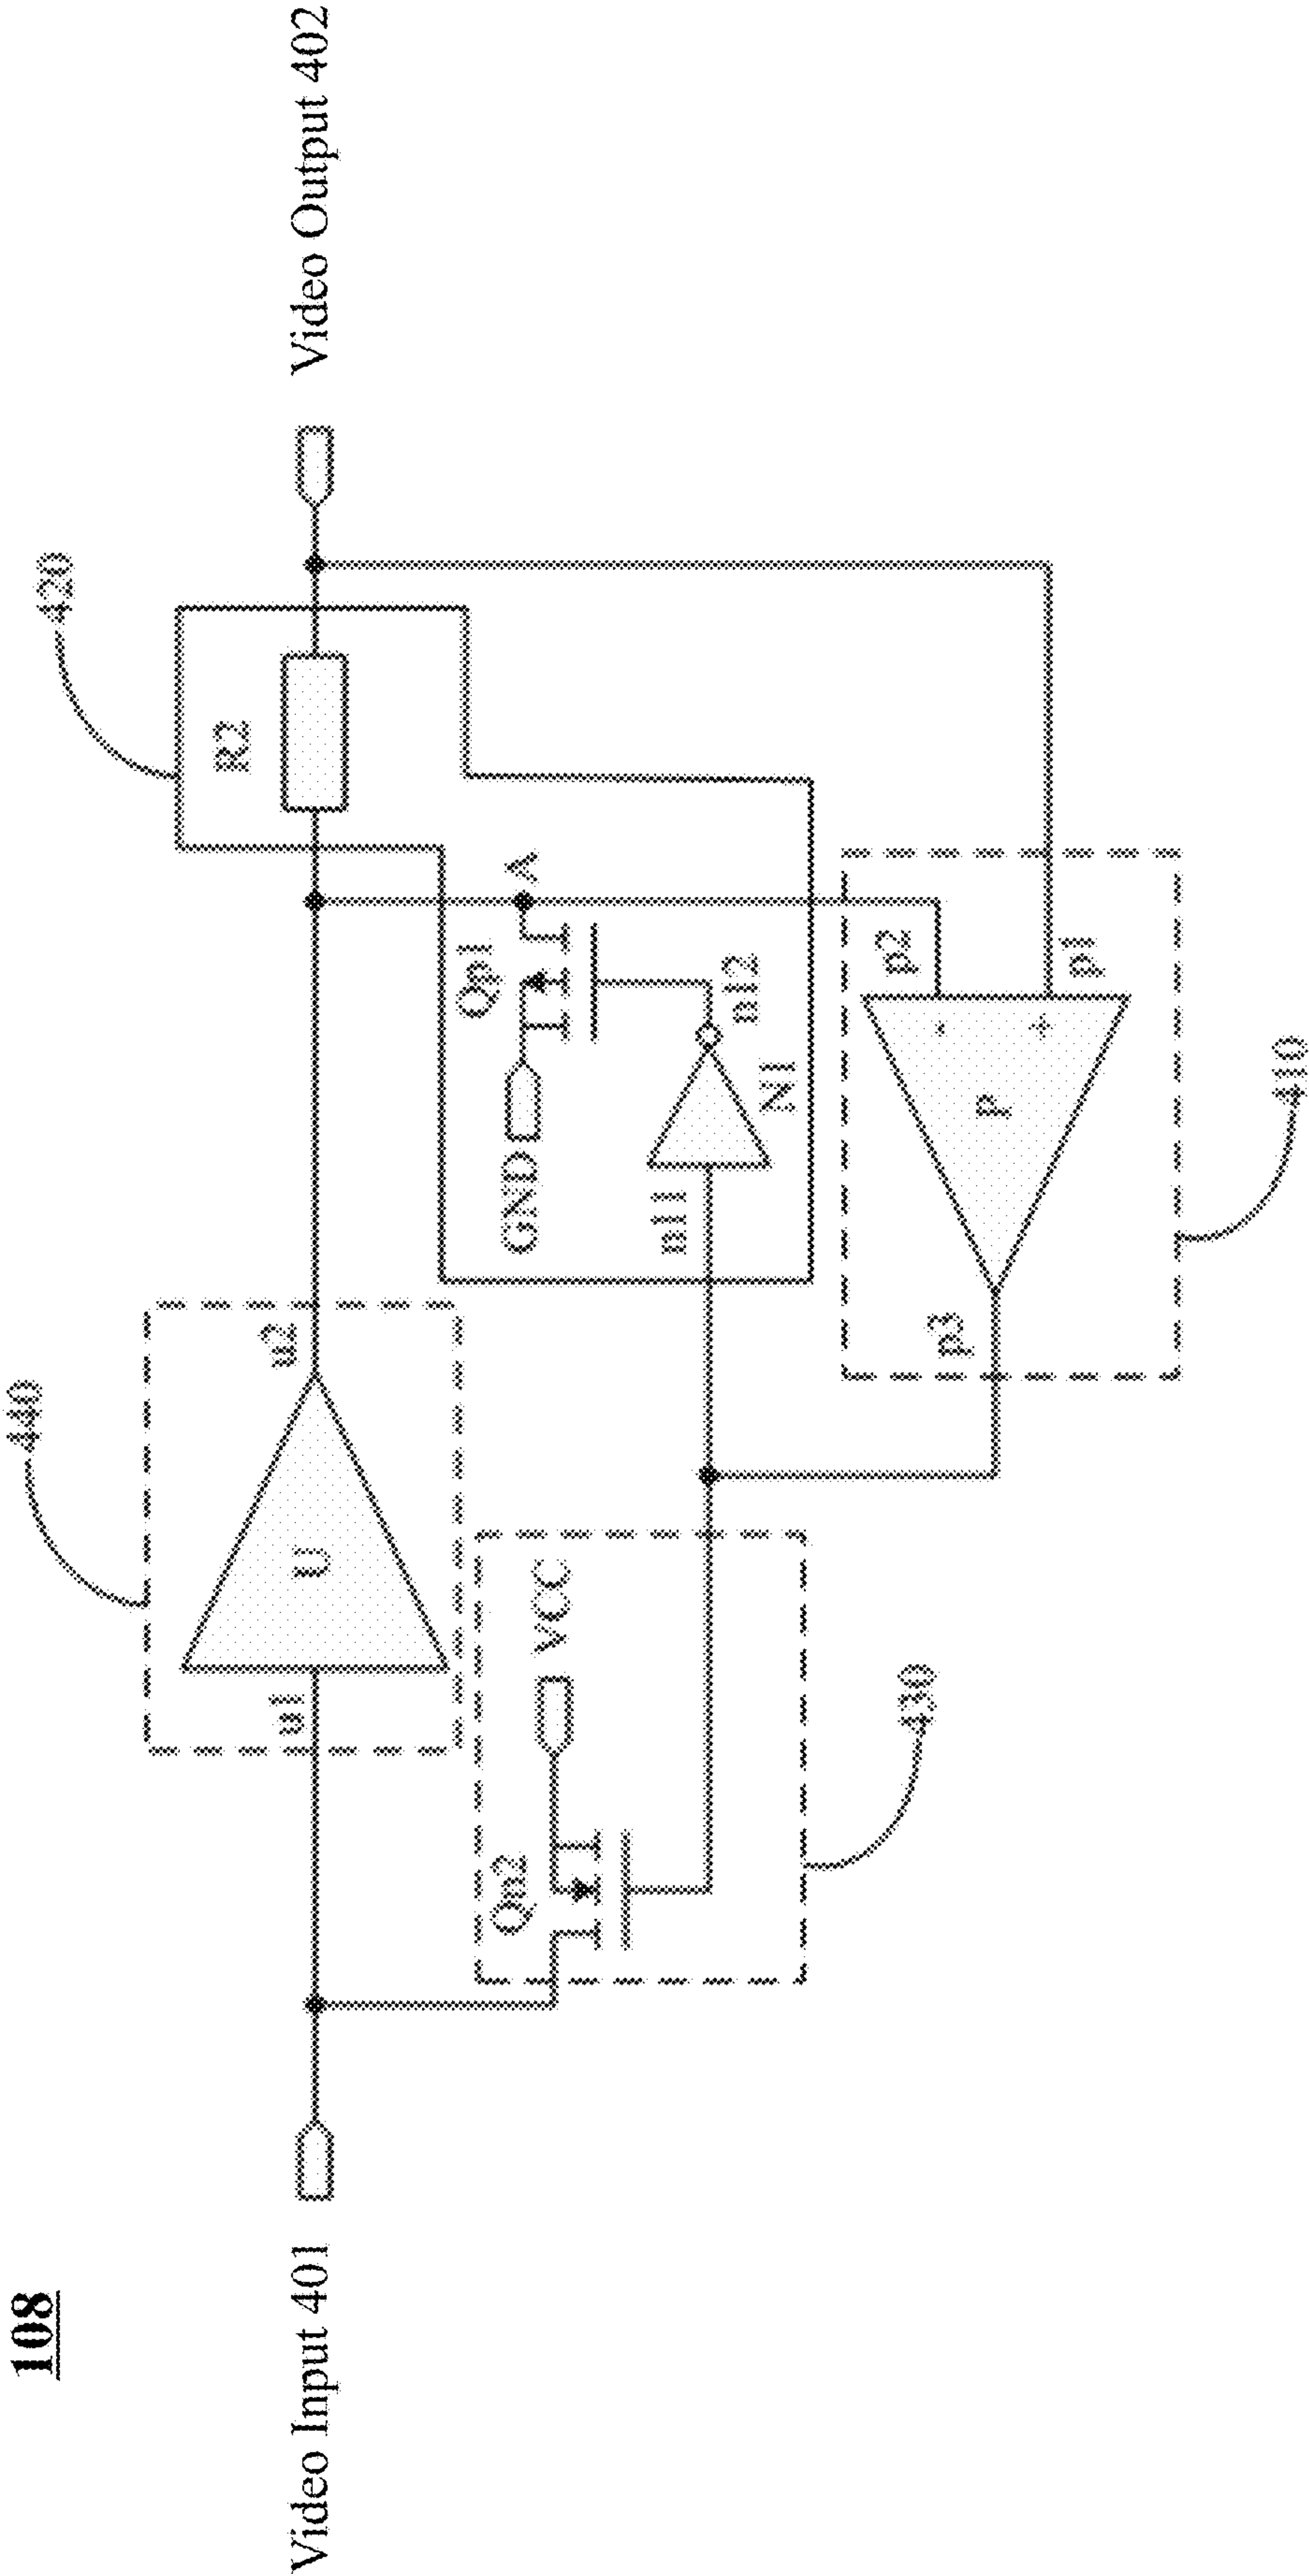 108
Video Input 401
Video Output 402
440
420
u1
U
u2
R2
Qn2
VCC
GND
Qp1
A
n11
N1
n12
430
p3
P
-
+
p2
p1
410